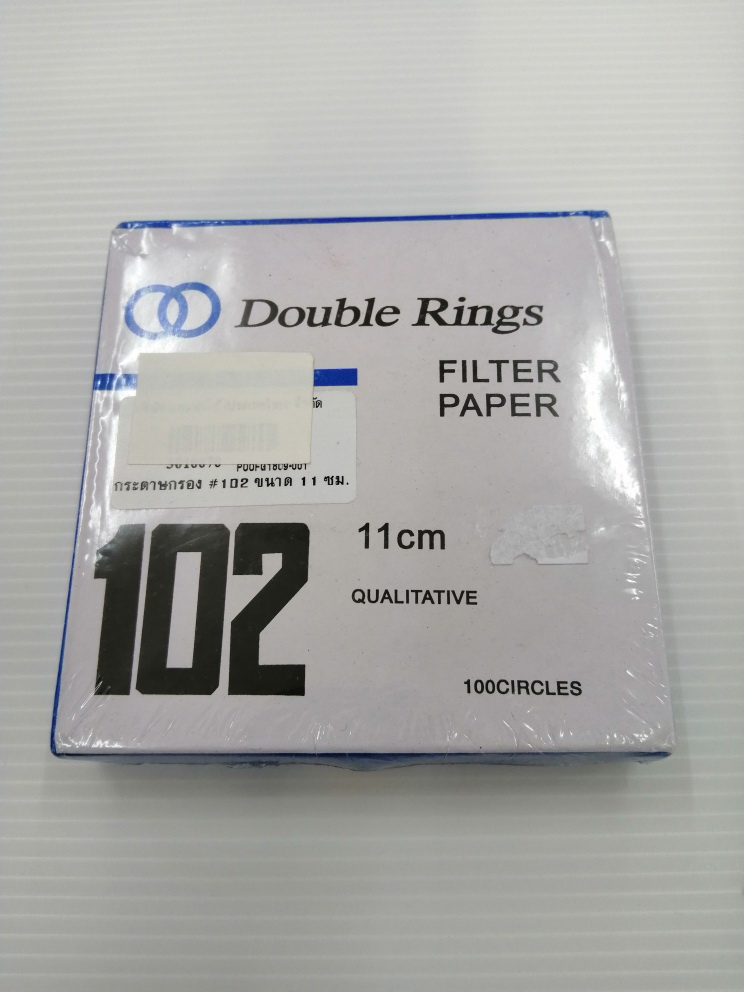 Double Rings
FILTER
PAPER
กระดาษกรอง #102 ขนาด 11 ซม.
102
11cm
QUALITATIVE
100CIRCLES